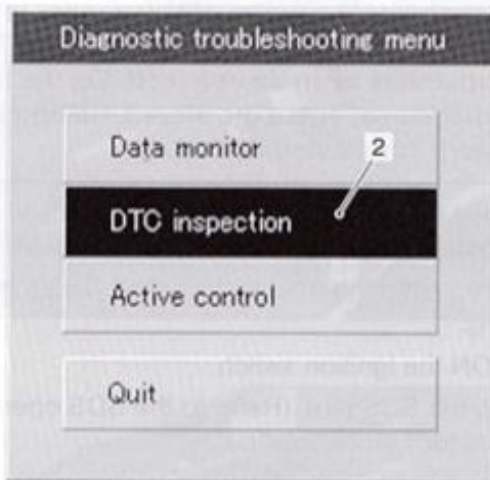 Diagnostic troubleshooting menu
Data monitor
2
DTC inspection
Active control
Quit